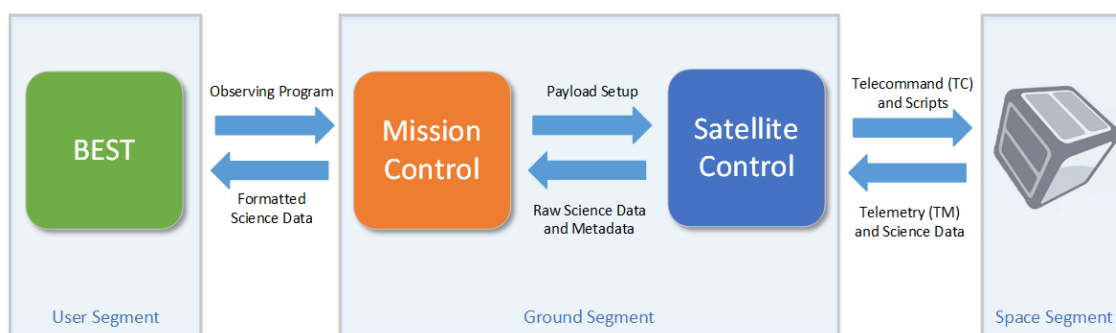 BEST
User Segment
Observing Program
Formatted
Science Data
Mission
Control
Payload Setup
Raw Science Data
and Metadata
Satellite
Control
Ground Segment
Telecommand (TC)
and Scripts
Telemetry (TM)
and Science Data
Space Segment